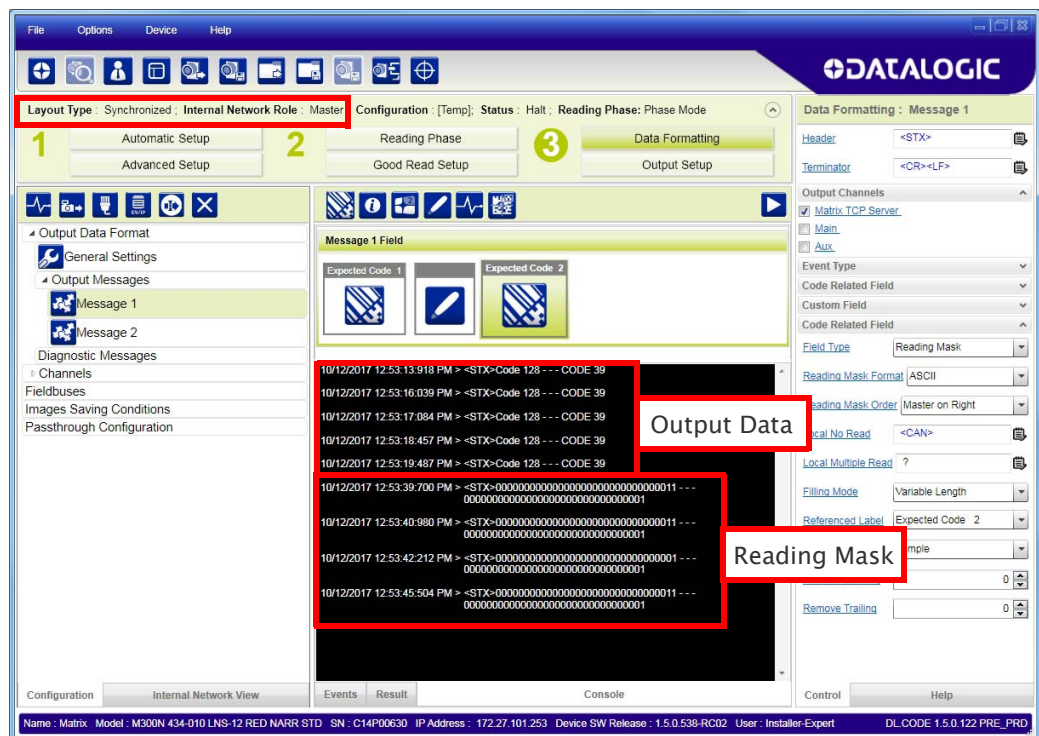 File Options Device Help
DATALOGIC
Layout Type : Synchronized ; Internal Network Role : Master Configuration : [Temp]; Status : Halt ; Reading Phase: Phase Mode
1 Automatic Setup 2 Reading Phase 3 Data Formatting
Advanced Setup Good Read Setup Output Setup
EN/IP
Output Data Format
General Settings
Output Messages
Message 1
Message 2
Diagnostic Messages
Channels
Fieldbuses
Images Saving Conditions
Passthrough Configuration
Configuration Internal Network View
Message 1 Field
Expected Code 1 Expected Code 2
10/12/2017 12:53:13:918 PM > <STX>Code 128 - - - CODE 39
10/12/2017 12:53:16:039 PM > <STX>Code 128 - - - CODE 39
10/12/2017 12:53:17:084 PM > <STX>Code 128 - - - CODE 39
10/12/2017 12:53:18:457 PM > <STX>Code 128 - - - CODE 39
10/12/2017 12:53:19:487 PM > <STX>Code 128 - - - CODE 39
Output Data
10/12/2017 12:53:39:700 PM > <STX>00000000000000000000000000000011 - - -
00000000000000000000000000000001
10/12/2017 12:53:40:980 PM > <STX>00000000000000000000000000000011 - - -
00000000000000000000000000000001
10/12/2017 12:53:42:212 PM > <STX>00000000000000000000000000000001 - - -
00000000000000000000000000000001
10/12/2017 12:53:45:504 PM > <STX>00000000000000000000000000000011 - - -
00000000000000000000000000000001
Reading Mask
Events Result Console
Data Formatting : Message 1
Header <STX>
Terminator <CR><LF>
Output Channels
Matrix TCP Server
Main
Aux
Event Type
Code Related Field
Custom Field
Code Related Field
Field Type Reading Mask
Reading Mask Format ASCII
eading Mask Order Master on Right
ocal No Read <CAN>
Local Multiple Read ?
Filling Mode Variable Length
Referenced Label Expected Code 2
mple
0
Remove Trailing 0
Control Help
Name : Matrix Model : M300N 434-010 LNS-12 RED NARR STD SN : C14P00630 IP Address : 172.27.101.253 Device SW Release : 1.5.0.538-RC02 User : Installer-Expert DL.CODE 1.5.0.122 PRE_PRD